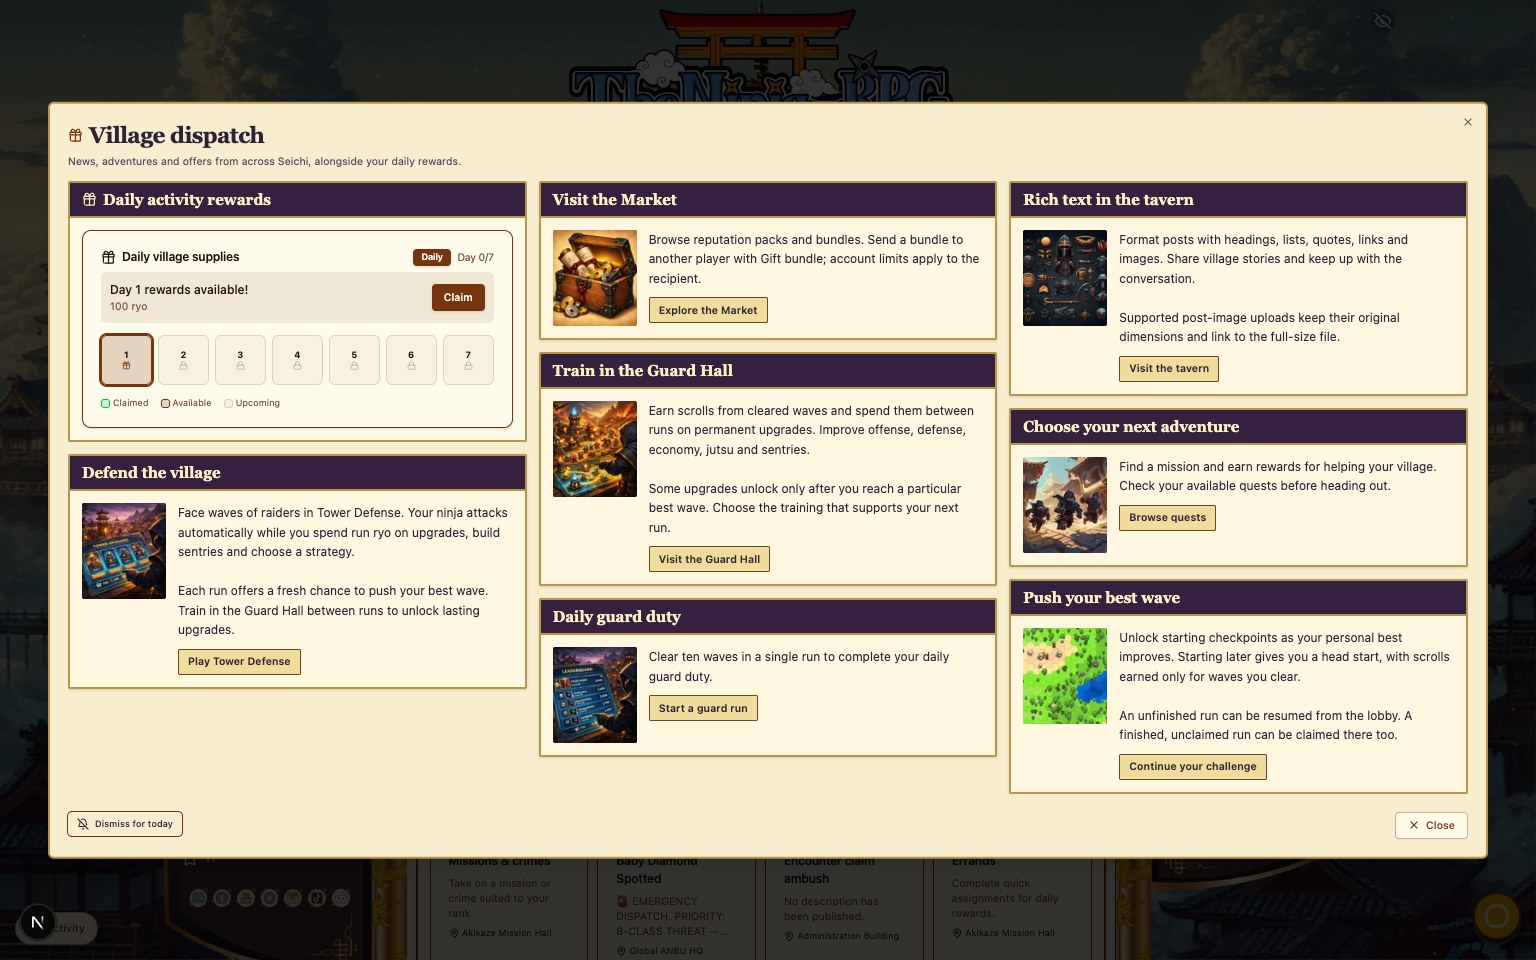 TheNinja-RPG
Village dispatch
News, adventures and offers from across Seichi, alongside your daily rewards.
Daily activity rewards
Daily village supplies
Daily
Day 0/7
Day 1 rewards available!
100 ryo
Claim
1
2
3
4
5
6
7
Claimed
Available
Upcoming
Defend the village
Face waves of raiders in Tower Defense. Your ninja attacks
automatically while you spend run ryo on upgrades, build
sentries and choose a strategy.
Each run offers a fresh chance to push your best wave.
Train in the Guard Hall between runs to unlock lasting
upgrades.
Play Tower Defense
Visit the Market
Browse reputation packs and bundles. Send a bundle to
another player with Gift bundle; account limits apply to the
recipient.
Explore the Market
Train in the Guard Hall
Earn scrolls from cleared waves and spend them between
runs on permanent upgrades. Improve offense, defense,
economy, jutsu and sentries.
Some upgrades unlock only after you reach a particular
best wave. Choose the training that supports your next
run.
Visit the Guard Hall
Daily guard duty
LEADERBOARD
Clear ten waves in a single run to complete your daily
guard duty.
Start a guard run
Rich text in the tavern
Format posts with headings, lists, quotes, links and
images. Share village stories and keep up with the
conversation.
Supported post-image uploads keep their original
dimensions and link to the full-size file.
Visit the tavern
Choose your next adventure
Find a mission and earn rewards for helping your village.
Check your available quests before heading out.
Browse quests
Push your best wave
Unlock starting checkpoints as your personal best
improves. Starting later gives you a head start, with scrolls
earned only for waves you clear.
An unfinished run can be resumed from the lobby. A
finished, unclaimed run can be claimed there too.
Continue your challenge
Dismiss for today
Close
Missions & crimes
Take on a mission or
crime suited to your
rank.
Akikaze Mission Hall
Baby Diamond
Spotted
🚨 EMERGENCY
DISPATCH. PRIORITY:
B-CLASS THREAT —...
Global ANBU HQ
Encounter claim
ambush
No description has
been published.
Administration Building
Errands
Complete quick
assignments for daily
rewards.
Akikaze Mission Hall
N